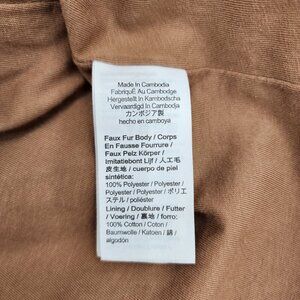 Made In Cambodia
FabriquÉ Au Cambodge
Hergestellt In Kambodscha
Vervaardigd In Cambodja
カンボジア製
hecho en camboya
Faux Fur Body / Corps
En Fausse Fourrure /
Faux Pelz Körper /
Imitatiebont Lijf / 人工毛
皮生地 / cuerpo de piel
sintética:
100% Polyester / Polyester /
Polyester / Polyester / ポリエ
ステル / poliéster
Lining / Doublure / Futter
/ Voering / 裏地 / forro:
100% Cotton / Coton /
Baumwolle / Katoen / 綿 /
algodón